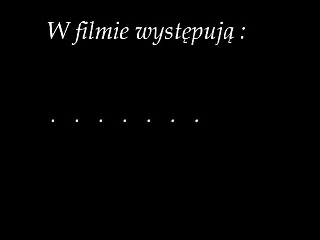 W filmie występują :
. . . . . . .